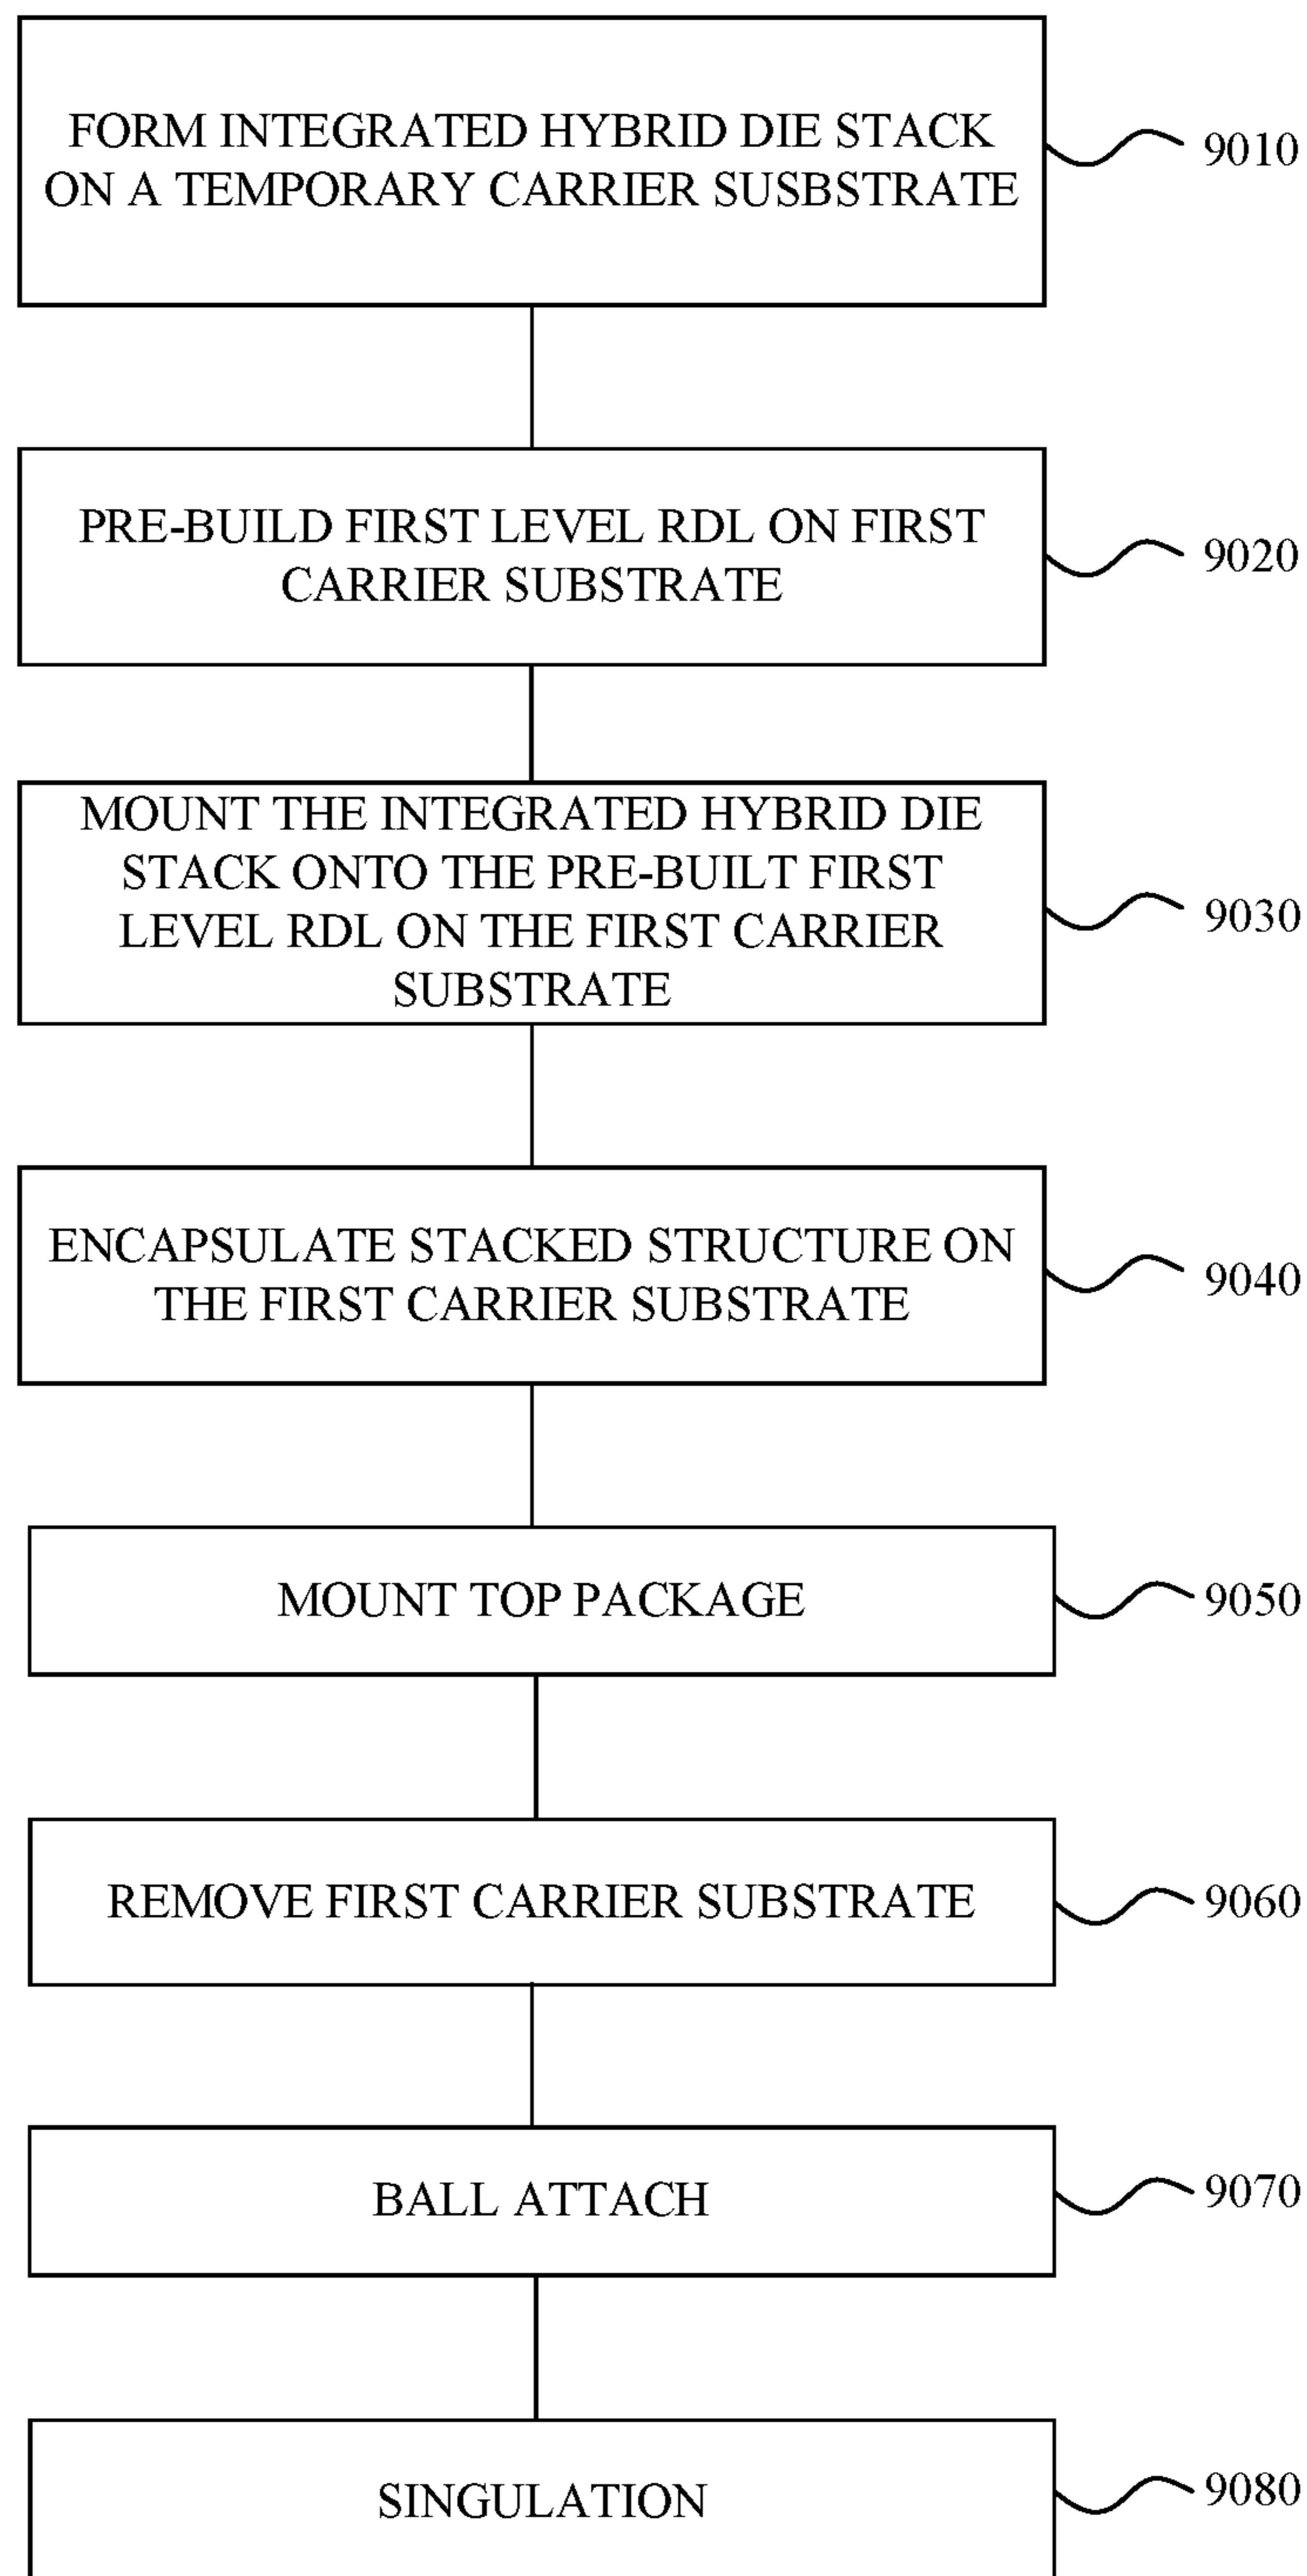 FORM INTEGRATED HYBRID DIE STACK
ON A TEMPORARY CARRIER SUSBSTRATE
9010
PRE-BUILD FIRST LEVEL RDL ON FIRST
CARRIER SUBSTRATE
9020
MOUNT THE INTEGRATED HYBRID DIE
STACK ONTO THE PRE-BUILT FIRST
LEVEL RDL ON THE FIRST CARRIER
SUBSTRATE
9030
ENCAPSULATE STACKED STRUCTURE ON
THE FIRST CARRIER SUBSTRATE
9040
MOUNT TOP PACKAGE
9050
REMOVE FIRST CARRIER SUBSTRATE
9060
BALL ATTACH
9070
SINGULATION
9080